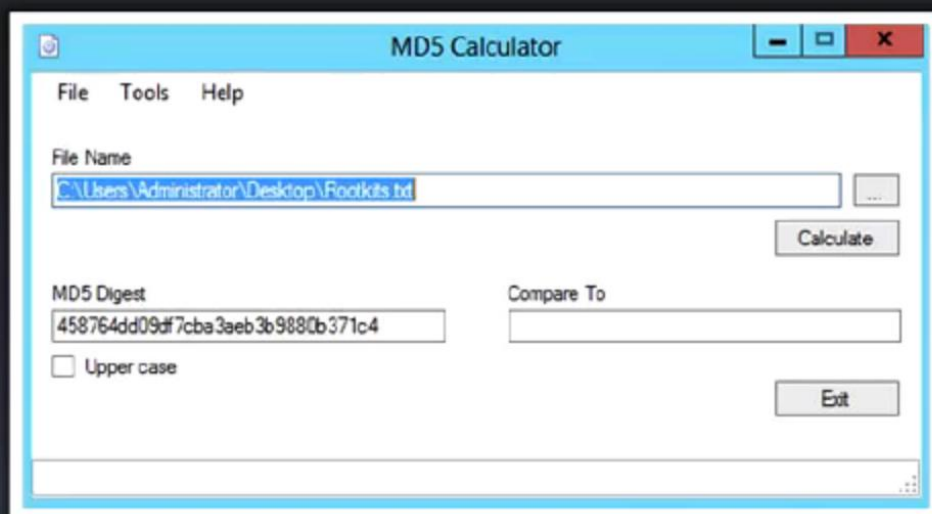 MD5 Calculator
File Tools Help
File Name
C:\Users\Administrator\Desktop\Rootkits.txt
...
Calculate
MD5 Digest
Compare To
458764dd09df7cba3aeb3b9880b371c4
Upper case
Exit